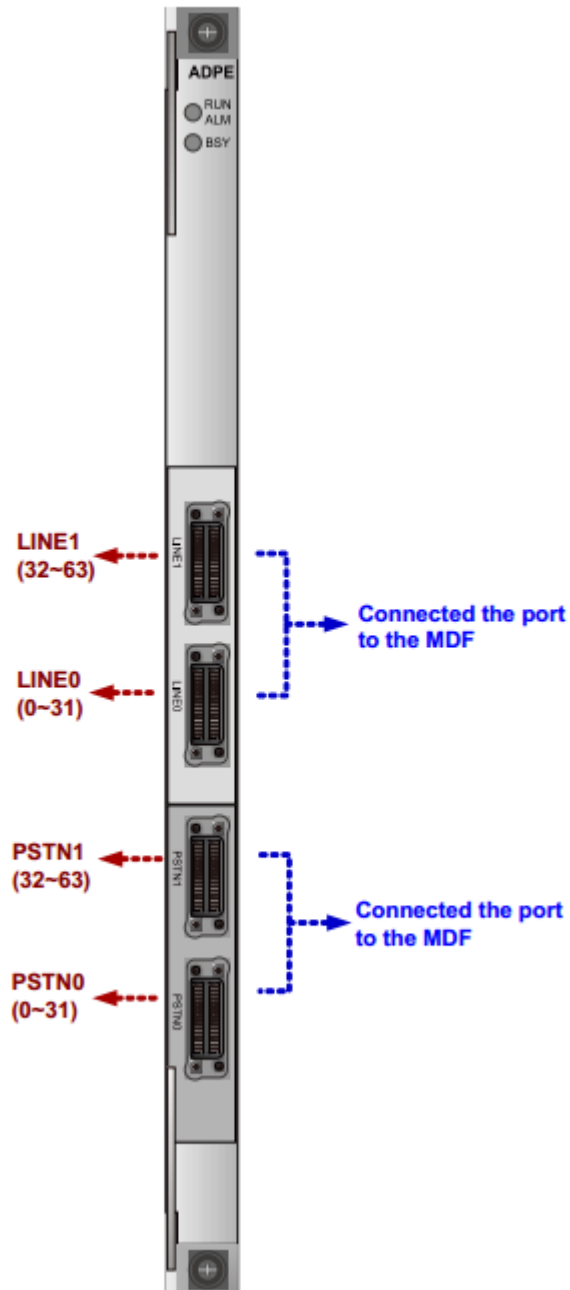 ADPE
RUN
ALM
BSY
LINE1
(32~63)
LINE1
Connected the port
to the MDF
LINE0
(0~31)
LINE0
PSTN1
(32~63)
PSTN1
Connected the port
to the MDF
PSTN0
(0~31)
PSTN0